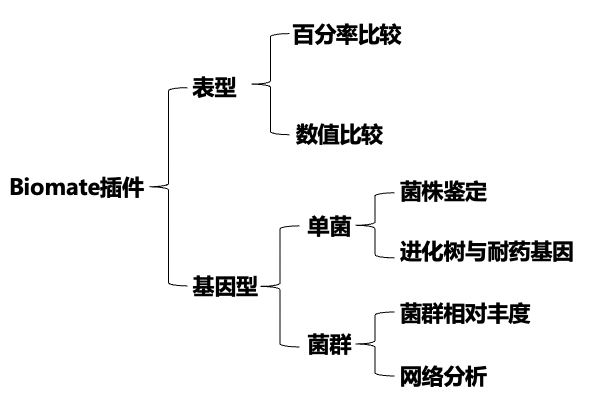 百分率比较
表型
数值比较
Biomate插件
菌株鉴定
单菌
进化树与耐药基因
基因型
菌群相对丰度
菌群
网络分析